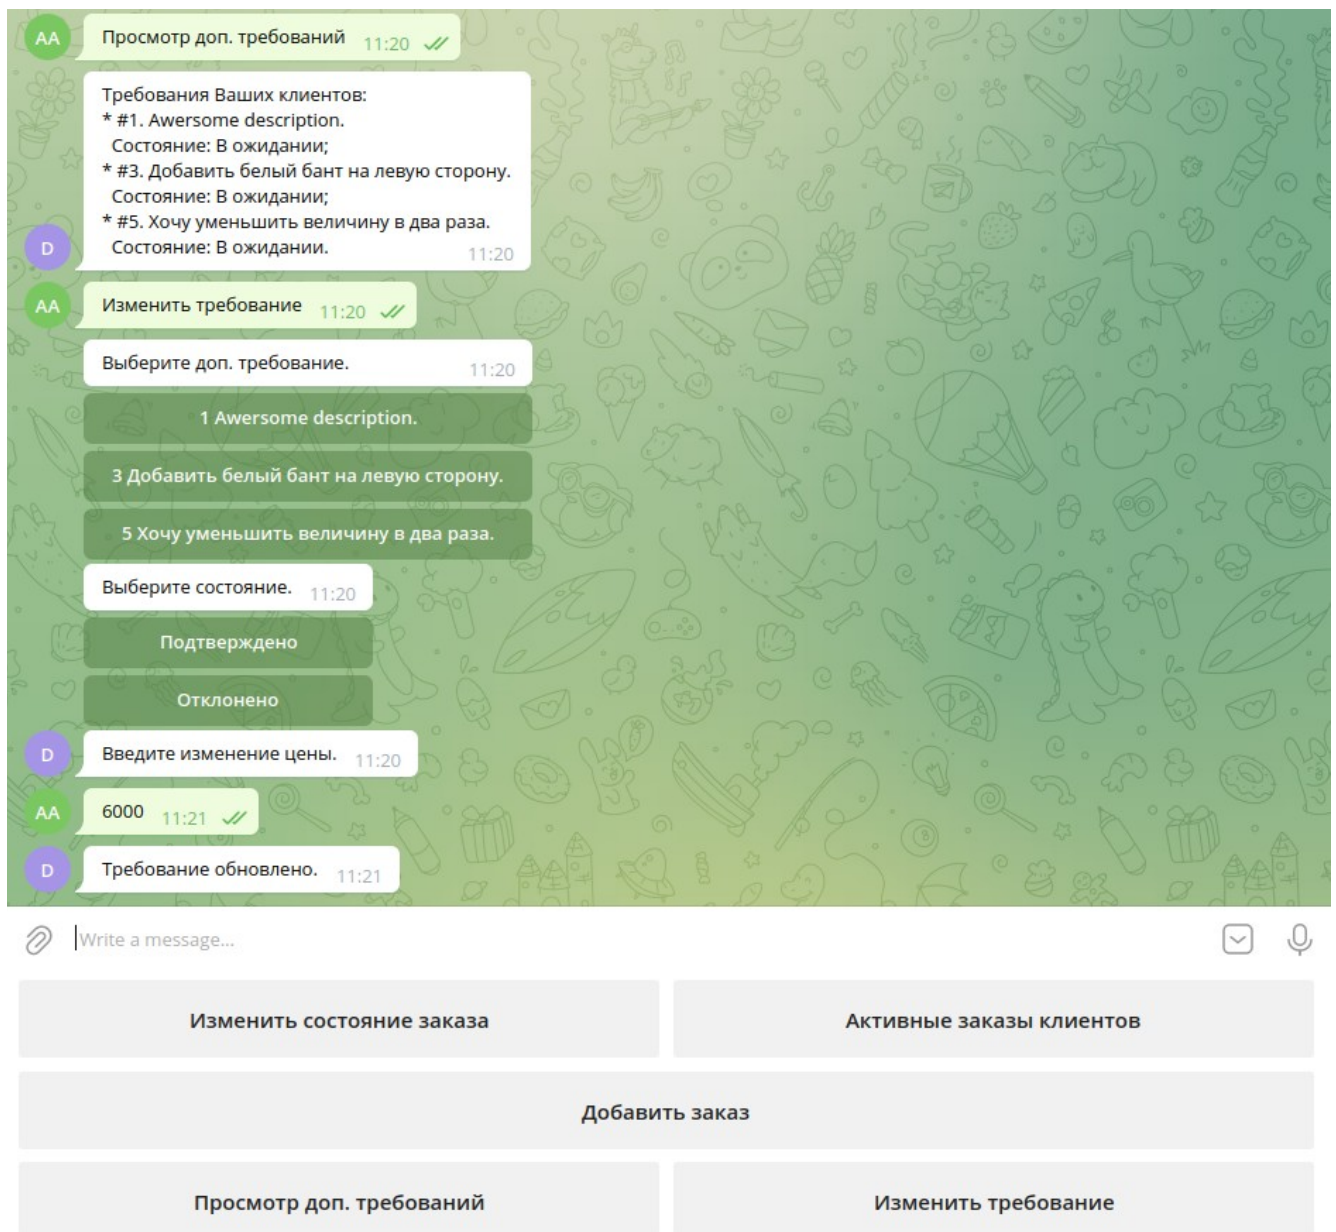 AA
Просмотр доп. требований 11:20
Требования Ваших клиентов:
* #1. Awersome description.
Состояние: В ожидании;
* #3. Добавить белый бант на левую сторону.
Состояние: В ожидании;
* #5. Хочу уменьшить величину в два раза.
Состояние: В ожидании. 11:20
D
AA
Изменить требование 11:20
Выберите доп. требование. 11:20
1 Awersome description.
3 Добавить белый бант на левую сторону.
5 Хочу уменьшить величину в два раза.
Выберите состояние. 11:20
Подтверждено
Отклонено
D
Введите изменение цены. 11:20
AA
6000 11:21
D
Требование обновлено. 11:21
Write a message...
Изменить состояние заказа
Активные заказы клиентов
Добавить заказ
Просмотр доп. требований
Изменить требование